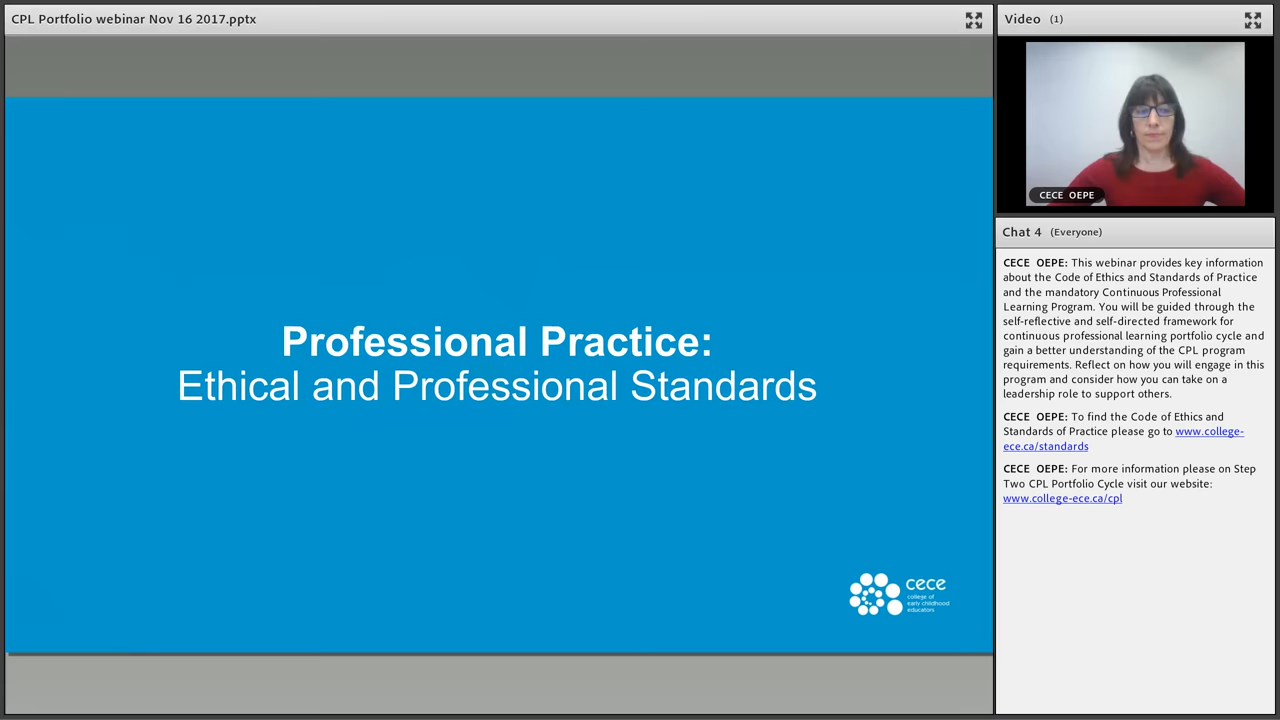 CPL Portfolio webinar Nov 16 2017.pptx
Professional Practice:
Ethical and Professional Standards
cece
college of
early childhood
educators
Video (1)
CECE OEPE
Chat 4 (Everyone)
CECE OEPE: This webinar provides key information
about the Code of Ethics and Standards of Practice
and the mandatory Continuous Professional
Learning Program. You will be guided through the
self-reflective and self-directed framework for
continuous professional learning portfolio cycle and
gain a better understanding of the CPL program
requirements. Reflect on how you will engage in this
program and consider how you can take on a
leadership role to support others.
CECE OEPE: To find the Code of Ethics and
Standards of Practice please go to www.college-
ece.ca/standards
CECE OEPE: For more information please on Step
Two CPL Portfolio Cycle visit our website:
www.college-ece.ca/cpl